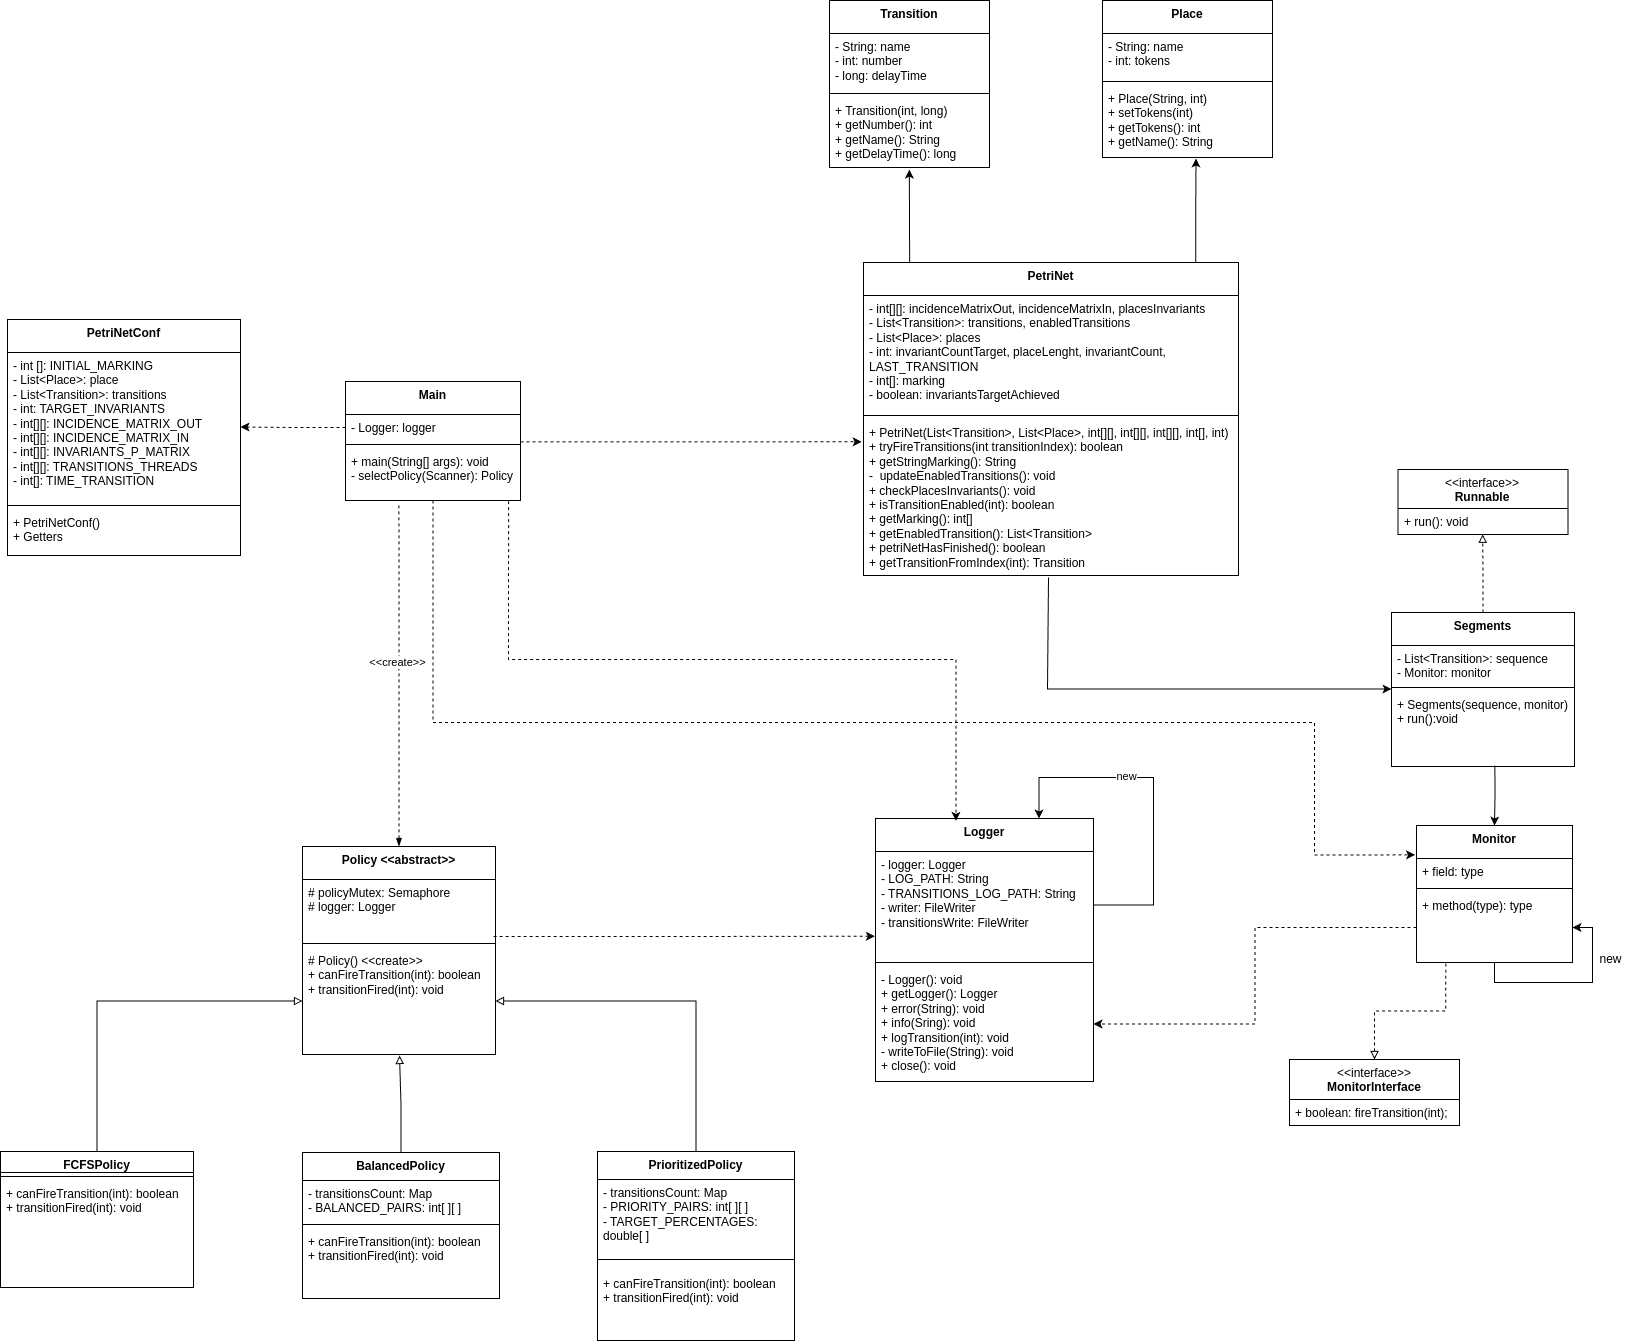 Transition
- String: name
- int: number
- long: delayTime
+ Transition(int, long)
+ getNumber(): int
+ getName(): String
+ getDelayTime(): long
Place
- String: name
- int: tokens
+ Place(String, int)
+ setTokens(int)
+ getTokens(): int
+ getName(): String
PetriNet
- int[][]: incidenceMatrixOut, incidenceMatrixIn, placesInvariants
- List<Transition>: transitions, enabledTransitions
- List<Place>: places
- int: invariantCountTarget, placeLenght, invariantCount,
LAST_TRANSITION
- int[]: marking
- boolean: invariantsTargetAchieved
+ PetriNet(List<Transition>, List<Place>, int[][], int[][], int[][], int[], int)
+ tryFireTransitions(int transitionIndex): boolean
+ getStringMarking(): String
-  updateEnabledTransitions(): void
+ checkPlacesInvariants(): void
+ isTransitionEnabled(int): boolean
+ getMarking(): int[]
+ getEnabledTransition(): List<Transition>
+ petriNetHasFinished(): boolean
+ getTransitionFromIndex(int): Transition
PetriNetConf
- int []: INITIAL_MARKING
- List<Place>: place
- List<Transition>: transitions
- int: TARGET_INVARIANTS
- int[][]: INCIDENCE_MATRIX_OUT
- int[][]: INCIDENCE_MATRIX_IN
- int[][]: INVARIANTS_P_MATRIX
- int[][]: TRANSITIONS_THREADS
- int[]: TIME_TRANSITION
+ PetriNetConf()
+ Getters
Main
- Logger: logger
+ main(String[] args): void
- selectPolicy(Scanner): Policy
<<interface>>
Runnable
+ run(): void
Segments
- List<Transition>: sequence
- Monitor: monitor
+ Segments(sequence, monitor)
+ run():void
<<create>>
new
Logger
- logger: Logger
- LOG_PATH: String
- TRANSITIONS_LOG_PATH: String
- writer: FileWriter
- transitionsWrite: FileWriter
- Logger(): void
+ getLogger(): Logger
+ error(String): void
+ info(Sring): void
+ logTransition(int): void
- writeToFile(String): void
+ close(): void
Monitor
+ field: type
+ method(type): type
new
Policy <<abstract>>
# policyMutex: Semaphore
# logger: Logger
# Policy() <<create>>
+ canFireTransition(int): boolean
+ transitionFired(int): void
<<interface>>
MonitorInterface
+ boolean: fireTransition(int);
FCFSPolicy
+ canFireTransition(int): boolean
+ transitionFired(int): void
BalancedPolicy
- transitionsCount: Map
- BALANCED_PAIRS: int[ ][ ]
+ canFireTransition(int): boolean
+ transitionFired(int): void
PrioritizedPolicy
- transitionsCount: Map
- PRIORITY_PAIRS: int[ ][ ]
- TARGET_PERCENTAGES:
double[ ]
+ canFireTransition(int): boolean
+ transitionFired(int): void